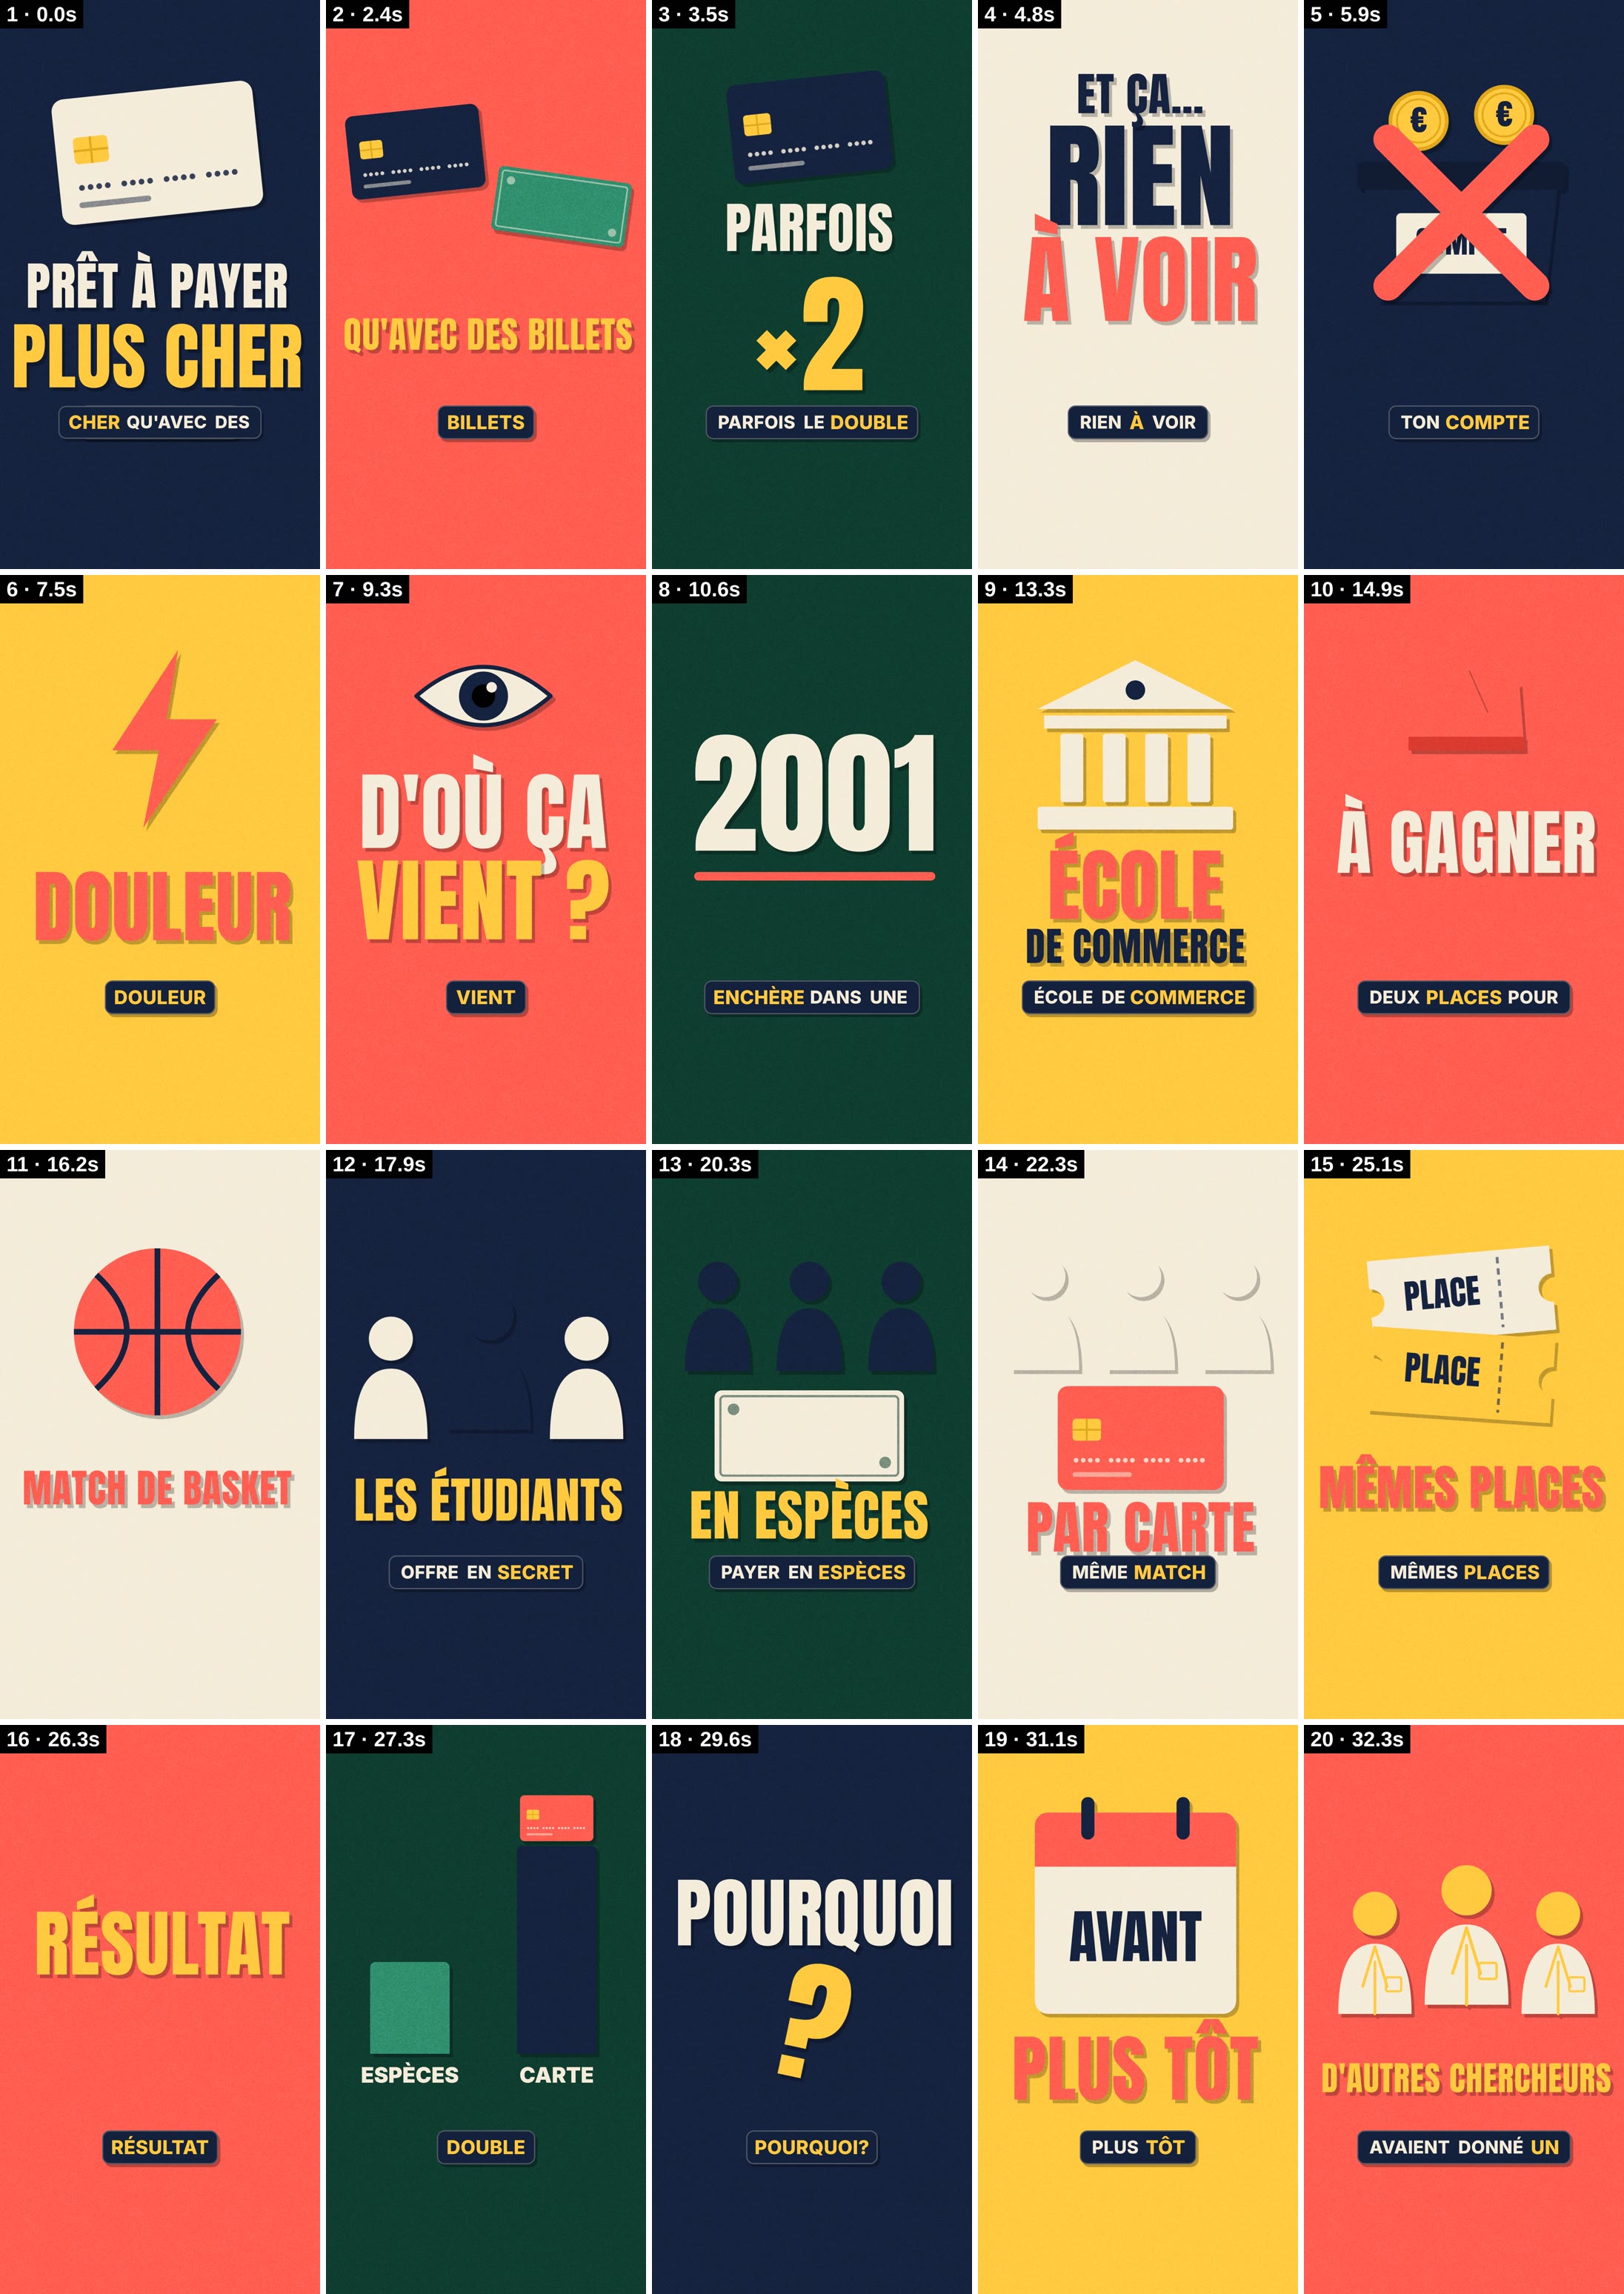 1 · 0.0s
PRÊT À PAYER
PLUS CHER
CHER QU'AVEC DES
2 · 2.4s
QU'AVEC DES BILLETS
BILLETS
3 · 3.5s
PARFOIS
×2
PARFOIS LE DOUBLE
4 · 4.8s
ET ÇA...
RIEN
À VOIR
RIEN À VOIR
5 · 5.9s
€ €
TON COMPTE
6 · 7.5s
DOULEUR
DOULEUR
7 · 9.3s
D'OÙ ÇA
VIENT ?
VIENT
8 · 10.6s
2001
ENCHÈRE DANS UNE
9 · 13.3s
ÉCOLE
DE COMMERCE
ÉCOLE DE COMMERCE
10 · 14.9s
À GAGNER
DEUX PLACES POUR
11 · 16.2s
MATCH DE BASKET
12 · 17.9s
LES ÉTUDIANTS
OFFRE EN SECRET
13 · 20.3s
EN ESPÈCES
PAYER EN ESPÈCES
14 · 22.3s
PAR CARTE
MÊME MATCH
15 · 25.1s
PLACE
PLACE
MÊMES PLACES
MÊMES PLACES
16 · 26.3s
RÉSULTAT
RÉSULTAT
17 · 27.3s
ESPÈCES CARTE
DOUBLE
18 · 29.6s
POURQUOI
?
POURQUOI?
19 · 31.1s
AVANT
PLUS TÔT
PLUS TÔT
20 · 32.3s
D'AUTRES CHERCHEURS
AVAIENT DONNÉ UN